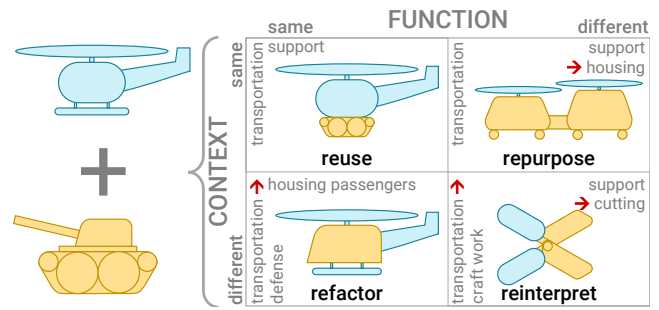 FUNCTION
same
different
CONTEXT
same
different
transportation
support
reuse
transportation
support
housing
repurpose
transportation
defense
housing passengers
refactor
transportation
craft work
support
cutting
reinterpret